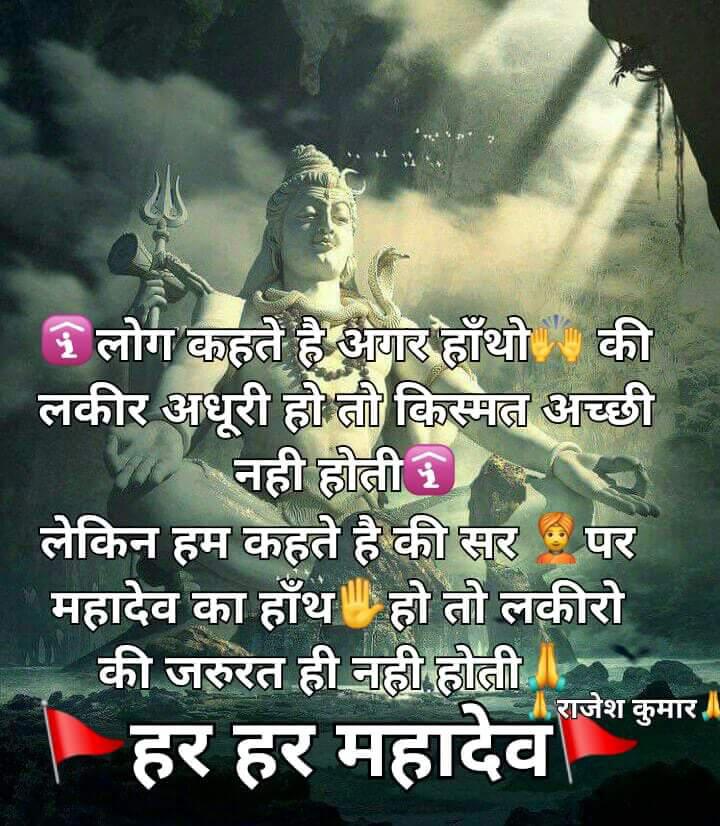 🛐लोग कहते है अगर हाँथो🙌 की
लकीर अधूरी हो तो किस्मत अच्छी
नही होती🛐
लेकिन हम कहते है की सर 👳पर
महादेव का हाँथ✋हो तो लकीरो
की जरुरत ही नही होती🙏
🙏राजेश कुमार🙏
🚩हर हर महादेव🚩